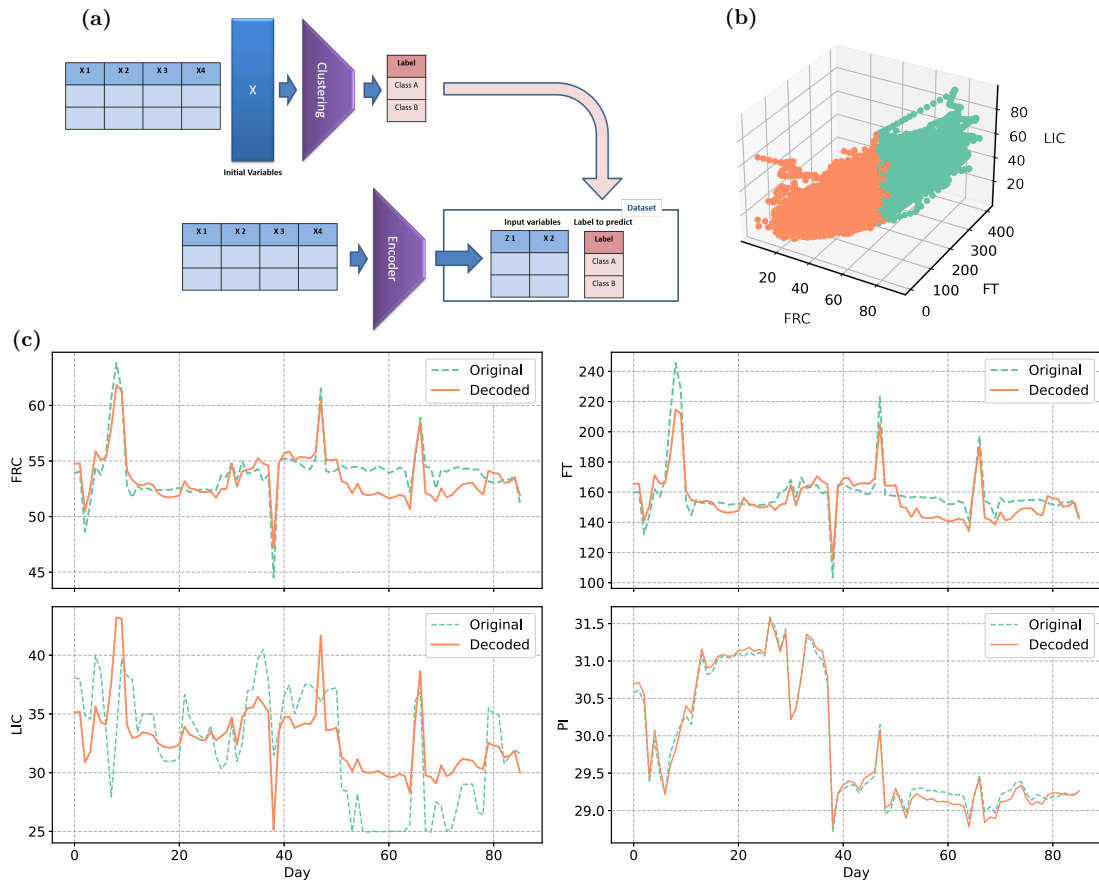 (a)
X 1 X 2 X 3 X4
X
Initial Variables
Clustering
Label
Class A
Class B
X 1 X 2 X 3 X4
Encoder
Dataset
Input variables Label to predict
Z 1 X 2
Label
Class A
Class B
(b)
80
60
40
20
LIC
400
300
200
100
0
FT
20
40
60
80
FRC
(c)
Original
Decoded
60
55
50
45
FRC
Original
Decoded
240
220
200
180
160
140
120
100
FT
Original
Decoded
40
35
30
25
LIC
0 20 40 60 80
Day
Original
Decoded
31.5
31.0
30.5
30.0
29.5
29.0
PI
0 20 40 60 80
Day